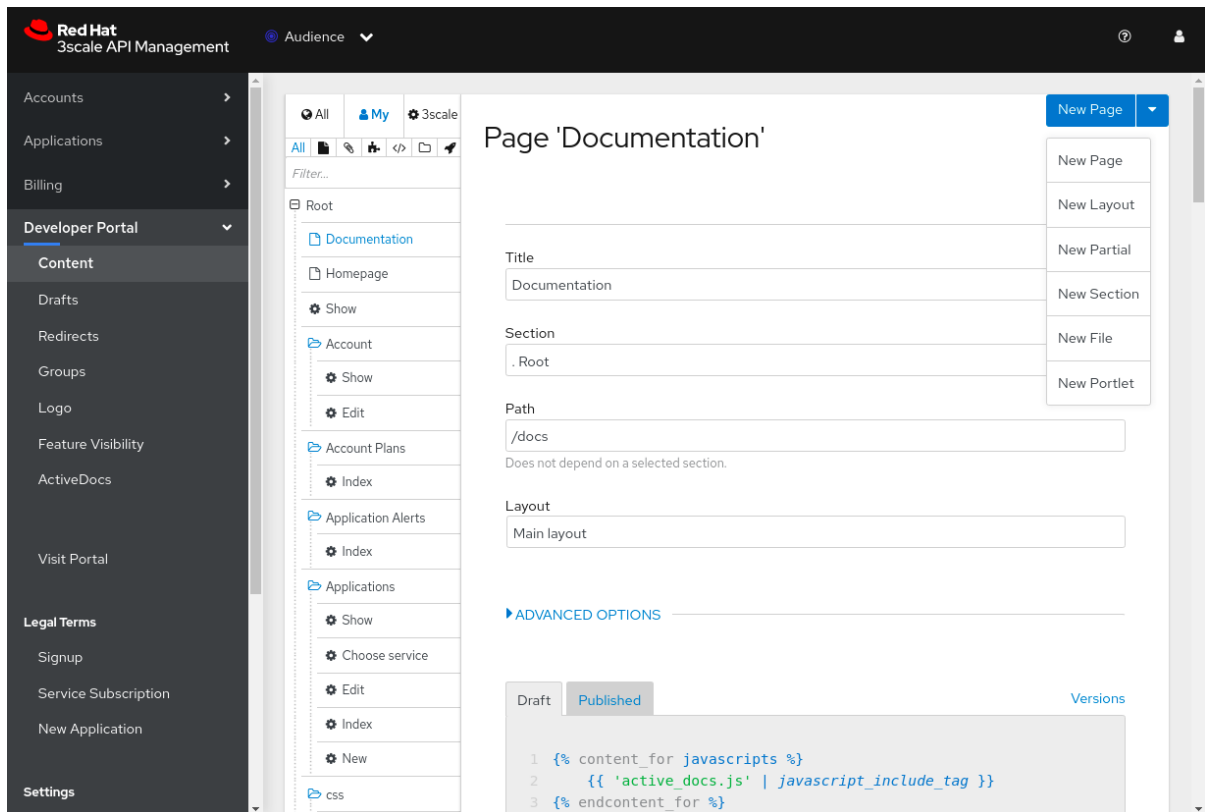 Red Hat
3scale API Management
Audience
Accounts
Applications
Billing
Developer Portal
Content
Drafts
Redirects
Groups
Logo
Feature Visibility
ActiveDocs
Visit Portal
Legal Terms
Signup
Service Subscription
New Application
Settings
All My 3scale
All
Filter...
Root
Documentation
Homepage
Show
Account
Show
Edit
Account Plans
Index
Application Alerts
Index
Applications
Show
Choose service
Edit
Index
New
css
Page 'Documentation'
New Page
New Page
New Layout
New Partial
New Section
New File
New Portlet
Title
Documentation
Section
. Root
Path
/docs
Does not depend on a selected section.
Layout
Main layout
ADVANCED OPTIONS
Draft Published Versions
1 {% content_for javascripts %}
2 {{ 'active_docs.js' | javascript_include_tag }}
3 {% endcontent_for %}